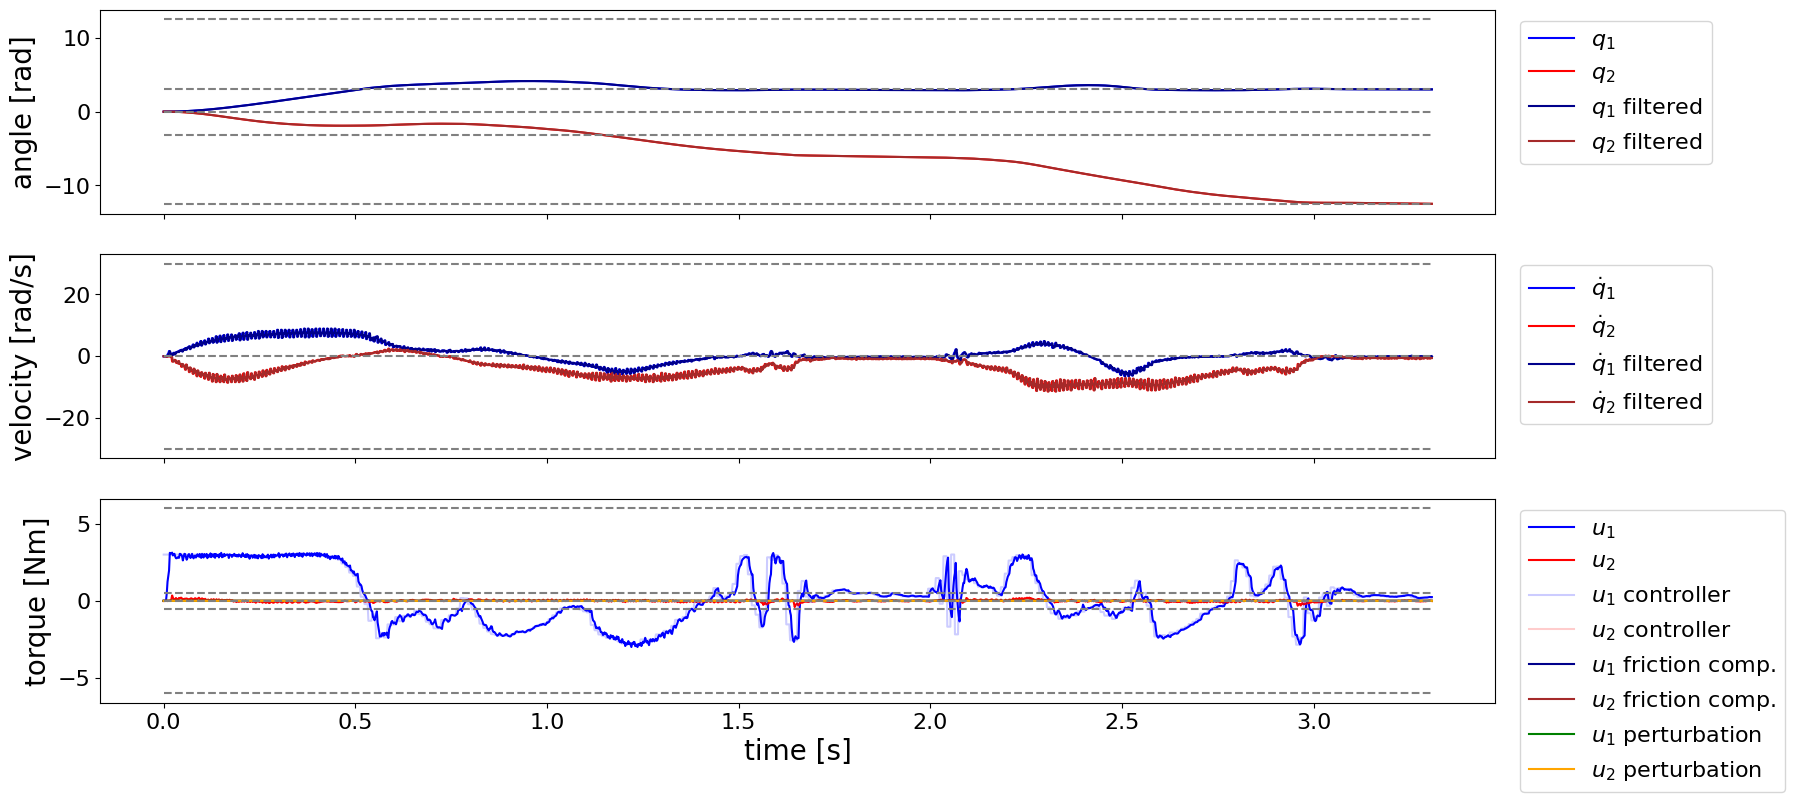 angle [rad]
10
0
−10
q₁
q₂
q₁ filtered
q₂ filtered
velocity [rad/s]
20
0
−20
q̇₁
q̇₂
q̇₁ filtered
q̇₂ filtered
torque [Nm]
5
0
−5
u₁
u₂
u₁ controller
u₂ controller
u₁ friction comp.
u₂ friction comp.
u₁ perturbation
u₂ perturbation
0.0 0.5 1.0 1.5 2.0 2.5 3.0
time [s]